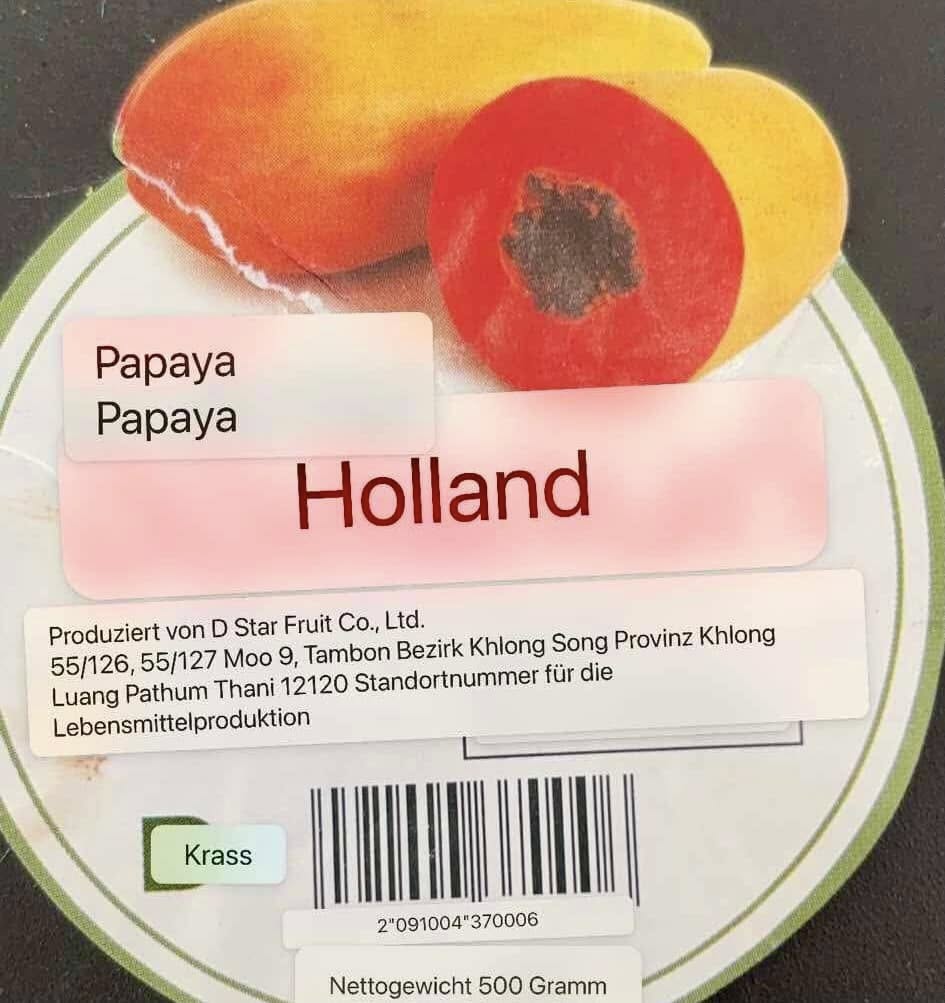 Papaya
Papaya
Holland
Produziert von D Star Fruit Co., Ltd.
55/126, 55/127 Moo 9, Tambon Bezirk Khlong Song Provinz Khlong
Luang Pathum Thani 12120 Standortnummer für die
Lebensmittelproduktion
Krass
2"091004"370006
Nettogewicht 500 Gramm